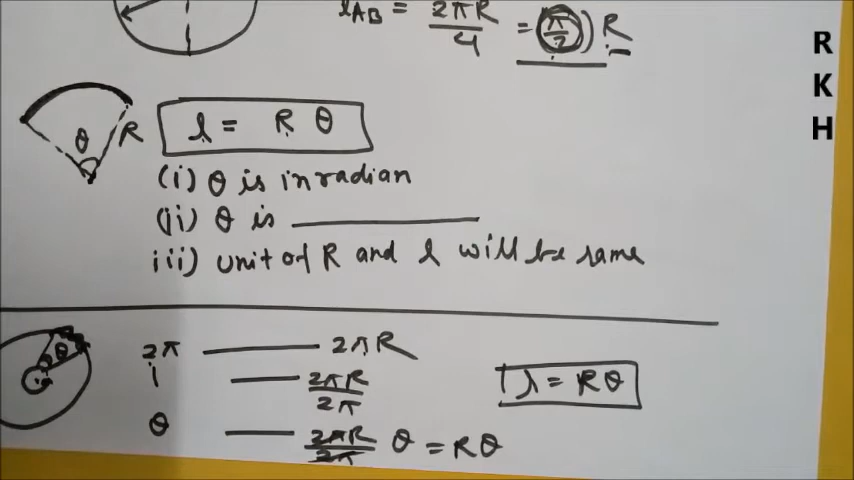 l_AB = 2πR/4 = (π/2) R
R
K
H
θ R
l = R θ
(i) θ is in radian
(ii) θ is ________
iii) unit of R and l will be same
θ
2π —— 2πR
1 —— 2πR/2π
l = Rθ
θ —— 2πR/2π θ = Rθ